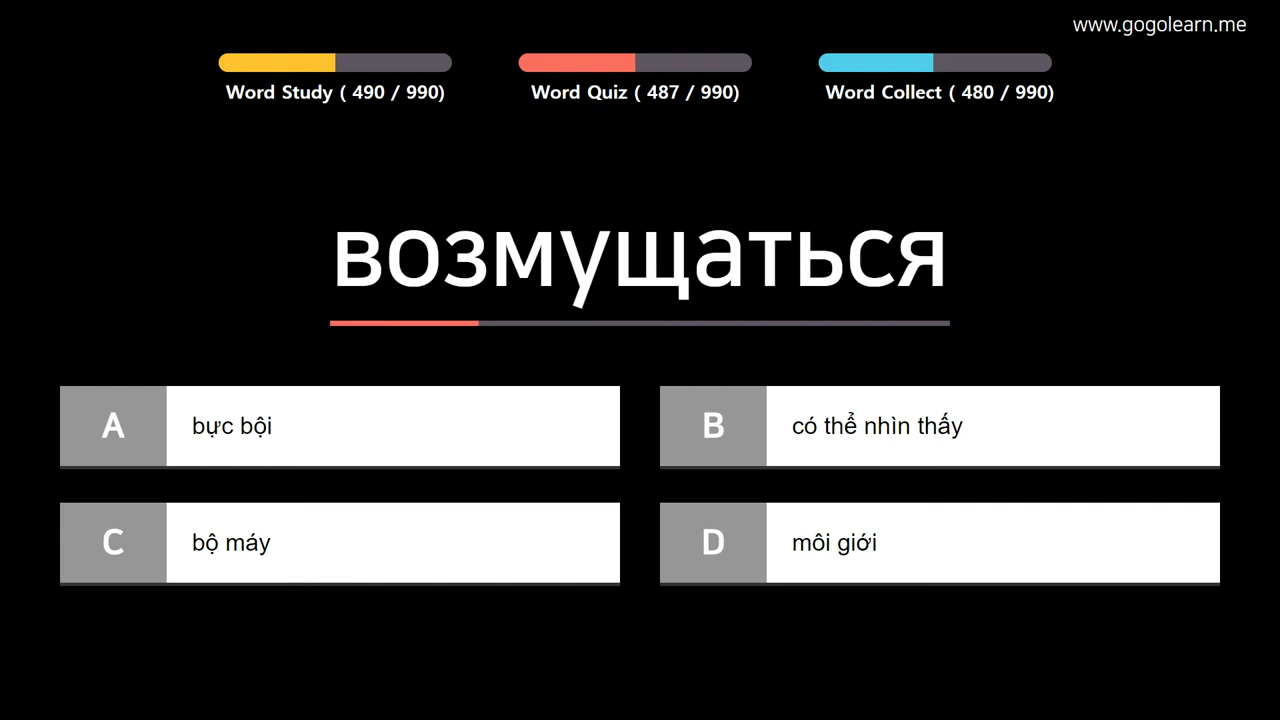 www.gogolearn.me
Word Study ( 490 / 990)
Word Quiz ( 487 / 990)
Word Collect ( 480 / 990)
возмущаться
A
bực bội
B
có thể nhìn thấy
C
bộ máy
D
môi giới